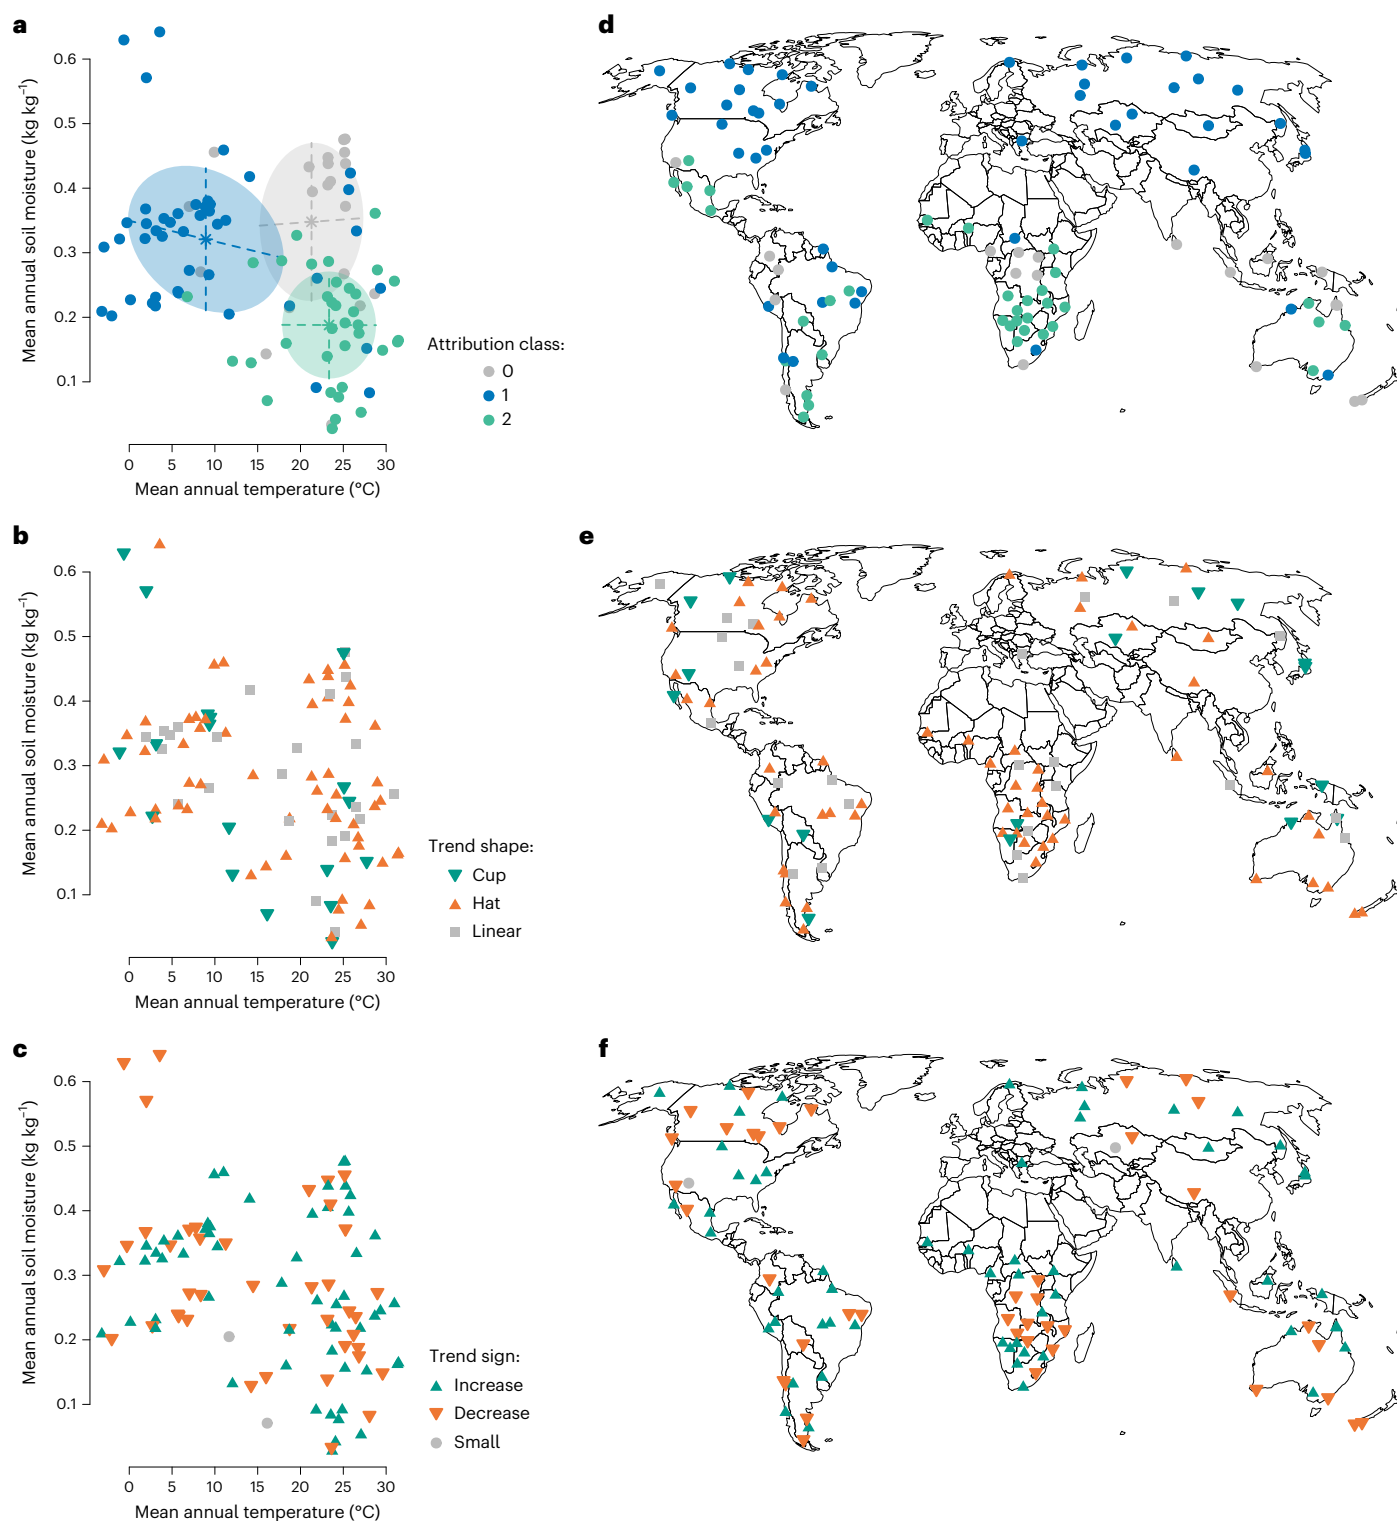 a
Mean annual soil moisture (kg kg⁻¹)
0.6
0.5
0.4
0.3
0.2
0.1
0 5 10 15 20 25 30
Mean annual temperature (°C)
Attribution class:
0
1
2
d
b
Mean annual soil moisture (kg kg⁻¹)
0.6
0.5
0.4
0.3
0.2
0.1
0 5 10 15 20 25 30
Mean annual temperature (°C)
Trend shape:
Cup
Hat
Linear
e
c
Mean annual soil moisture (kg kg⁻¹)
0.6
0.5
0.4
0.3
0.2
0.1
0 5 10 15 20 25 30
Mean annual temperature (°C)
Trend sign:
Increase
Decrease
Small
f